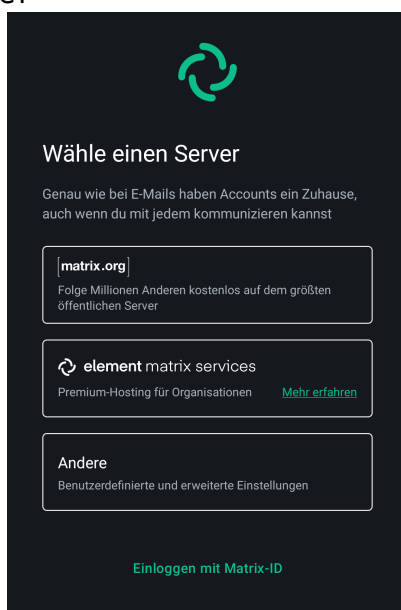 Wähle einen Server
Genau wie bei E-Mails haben Accounts ein Zuhause,
auch wenn du mit jedem kommunizieren kannst
[matrix.org]
Folge Millionen Anderen kostenlos auf dem größten
öffentlichen Server
element matrix services
Premium-Hosting für Organisationen Mehr erfahren
Andere
Benutzerdefinierte und erweiterte Einstellungen
Einloggen mit Matrix-ID